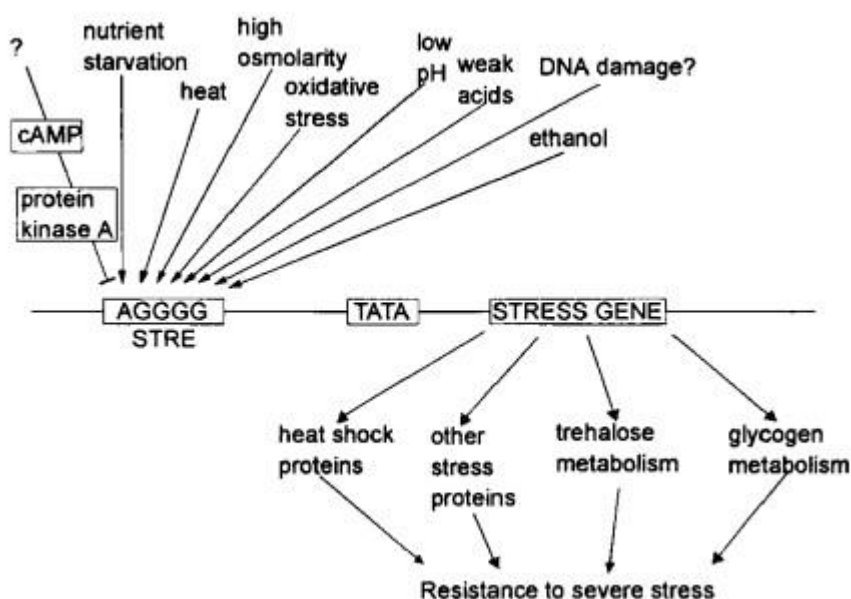 ?
nutrient
starvation
heat
high
osmolarity
oxidative
stress
low
pH
weak
acids
DNA damage?
ethanol
cAMP
protein
kinase A
AGGGG
STRE
TATA
STRESS GENE
heat shock
proteins
other
stress
proteins
trehalose
metabolism
glycogen
metabolism
Resistance to severe stress